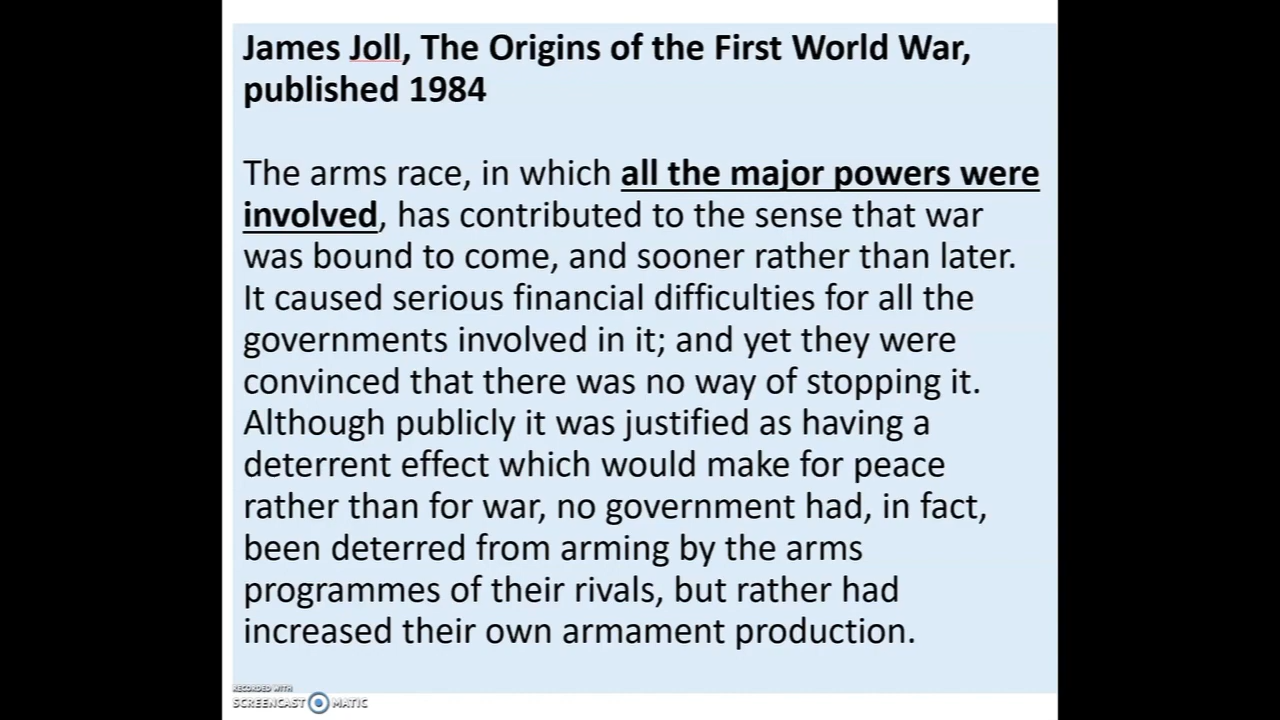 James Joll, The Origins of the First World War,
published 1984
The arms race, in which all the major powers were
involved, has contributed to the sense that war
was bound to come, and sooner rather than later.
It caused serious financial difficulties for all the
governments involved in it; and yet they were
convinced that there was no way of stopping it.
Although publicly it was justified as having a
deterrent effect which would make for peace
rather than for war, no government had, in fact,
been deterred from arming by the arms
programmes of their rivals, but rather had
increased their own armament production.
RECORDED WITH
SCREENCAST MATIC